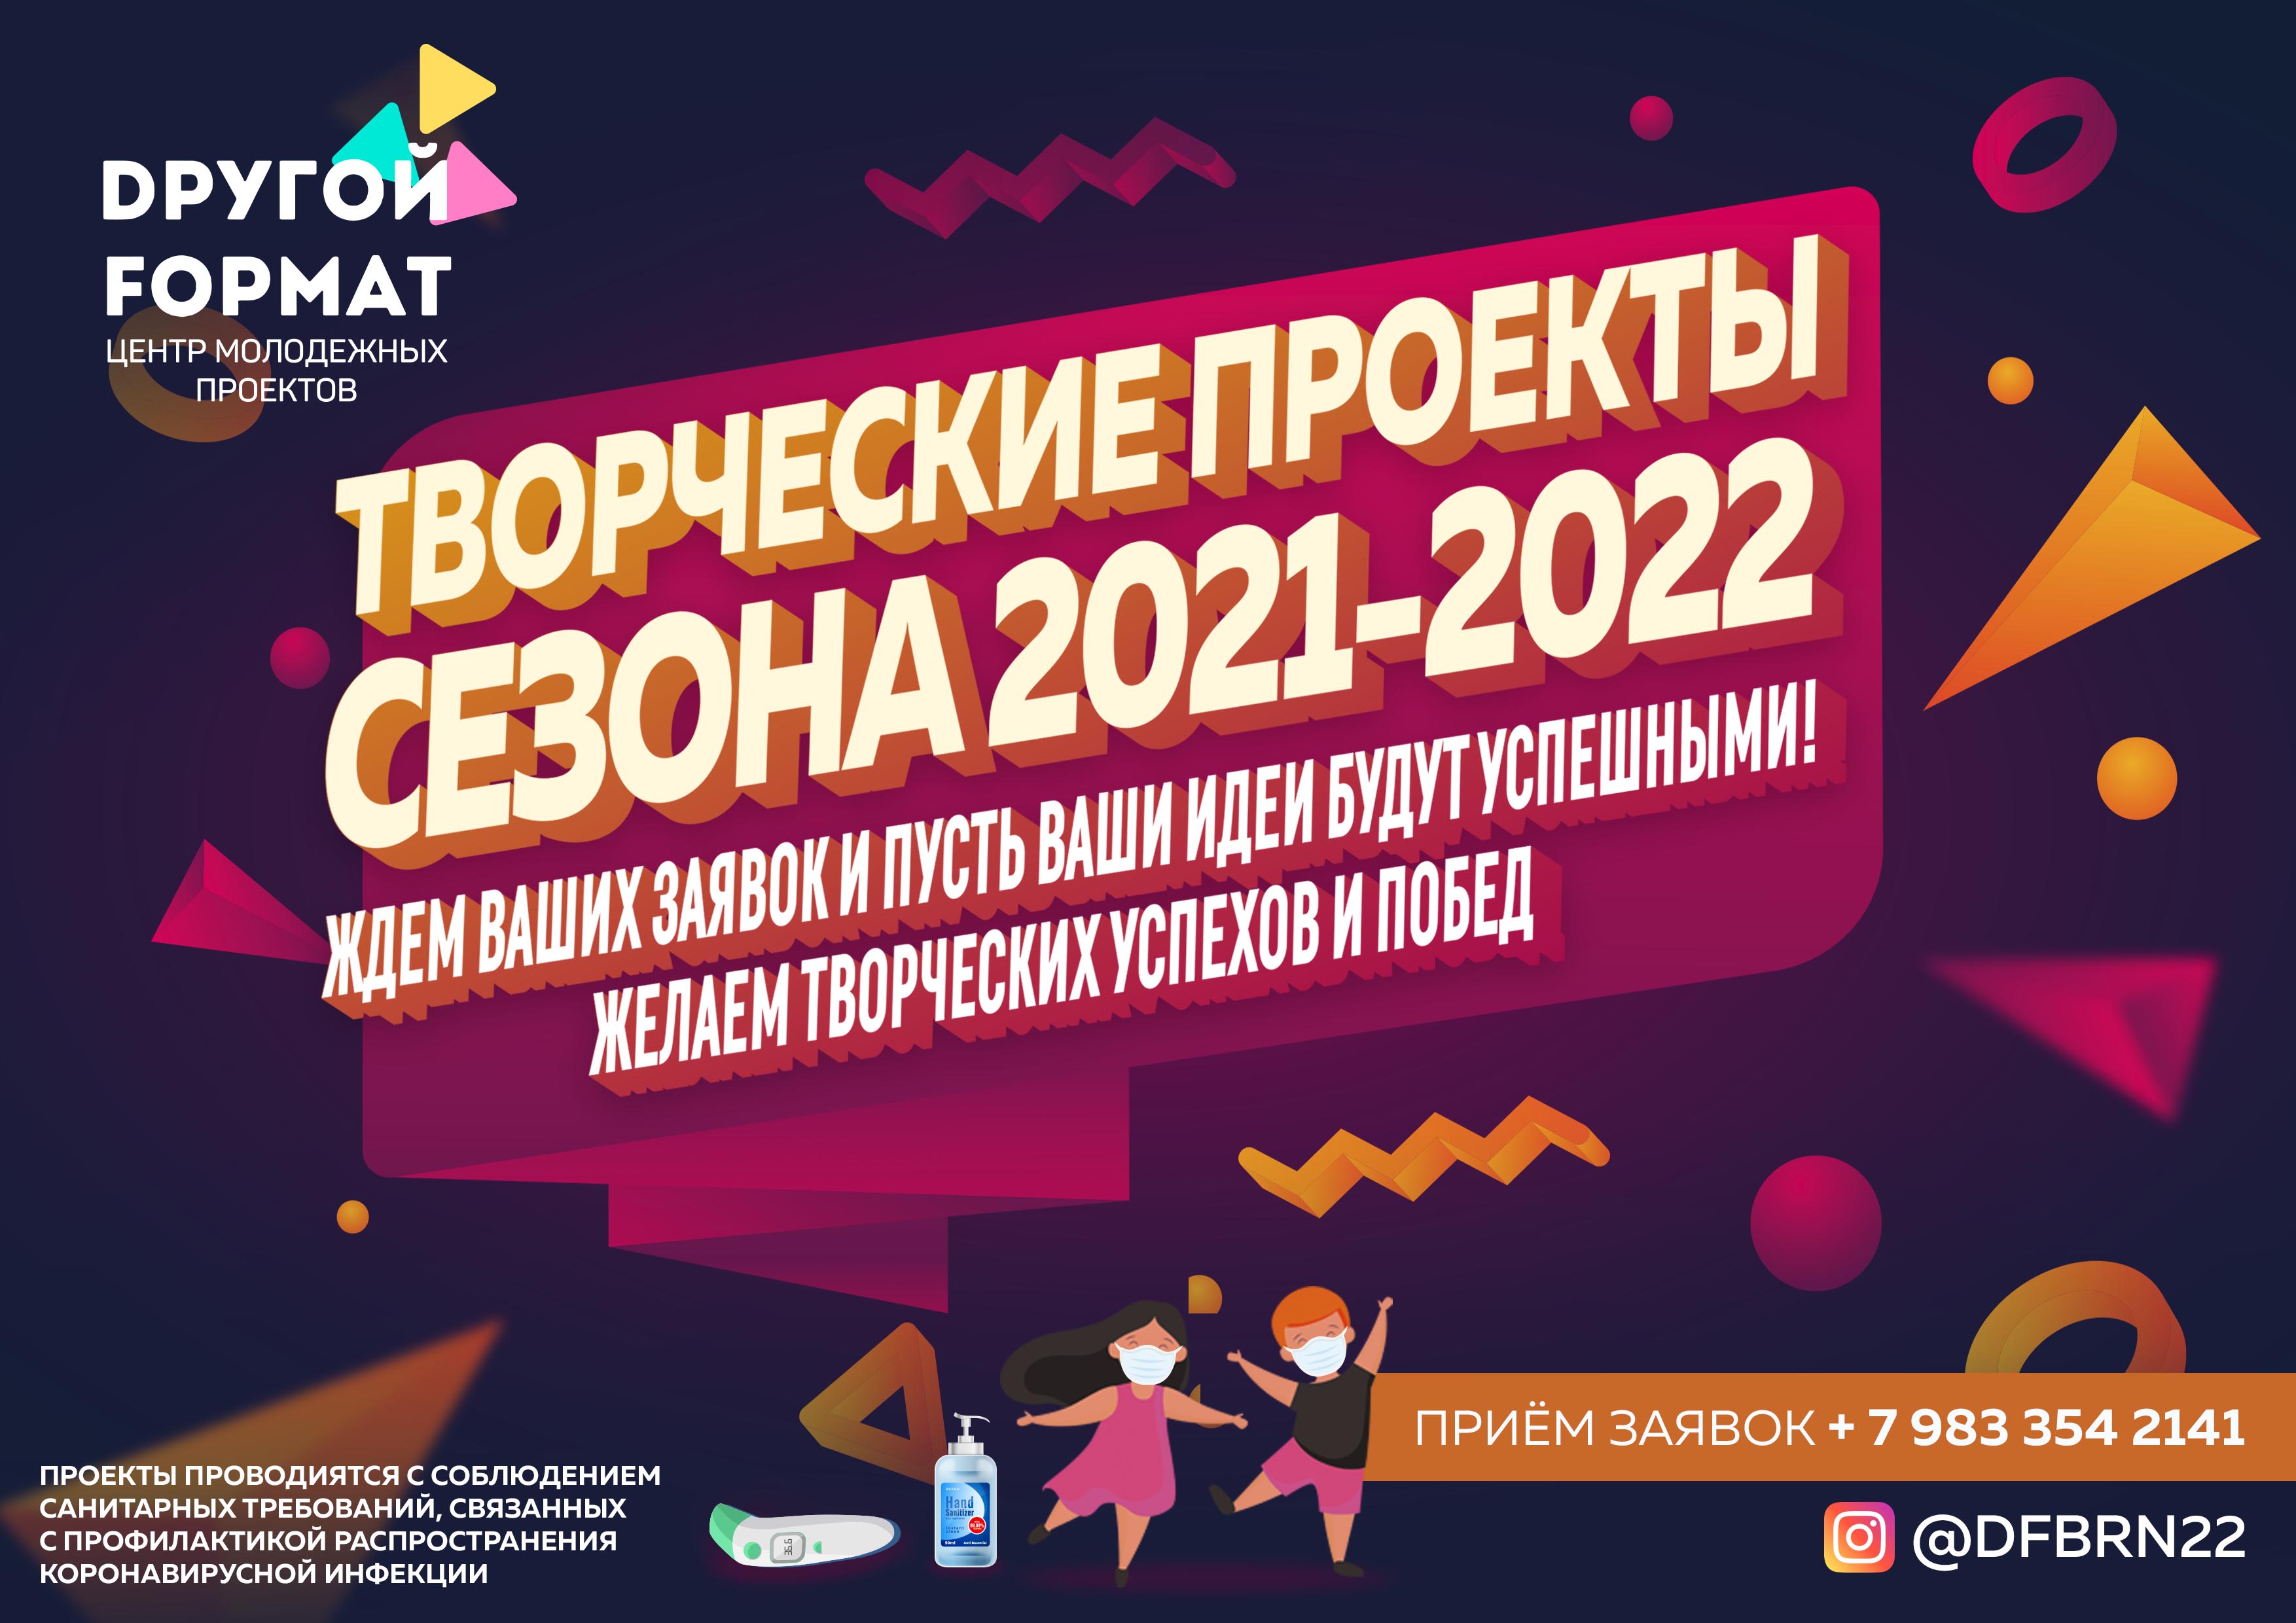 DРУГОЙ
FОРМАТ
ЦЕНТР МОЛОДЕЖНЫХ
ПРОЕКТОВ
ТВОРЧЕСКИЕ ПРОЕКТЫ
СЕЗОНА 2021-2022
ЖДЕМ ВАШИХ ЗАЯВОК И ПУСТЬ ВАШИ ИДЕИ БУДУТ УСПЕШНЫМИ!
ЖЕЛАЕМ ТВОРЧЕСКИХ УСПЕХОВ И ПОБЕД
ПРИЁМ ЗАЯВОК + 7 983 354 2141
@DFBRN22
ПРОЕКТЫ ПРОВОДИЯТСЯ С СОБЛЮДЕНИЕМ
САНИТАРНЫХ ТРЕБОВАНИЙ, СВЯЗАННЫХ
С ПРОФИЛАКТИКОЙ РАСПРОСТРАНЕНИЯ
КОРОНАВИРУСНОЙ ИНФЕКЦИИ
36.6
Hand
Sanitizer